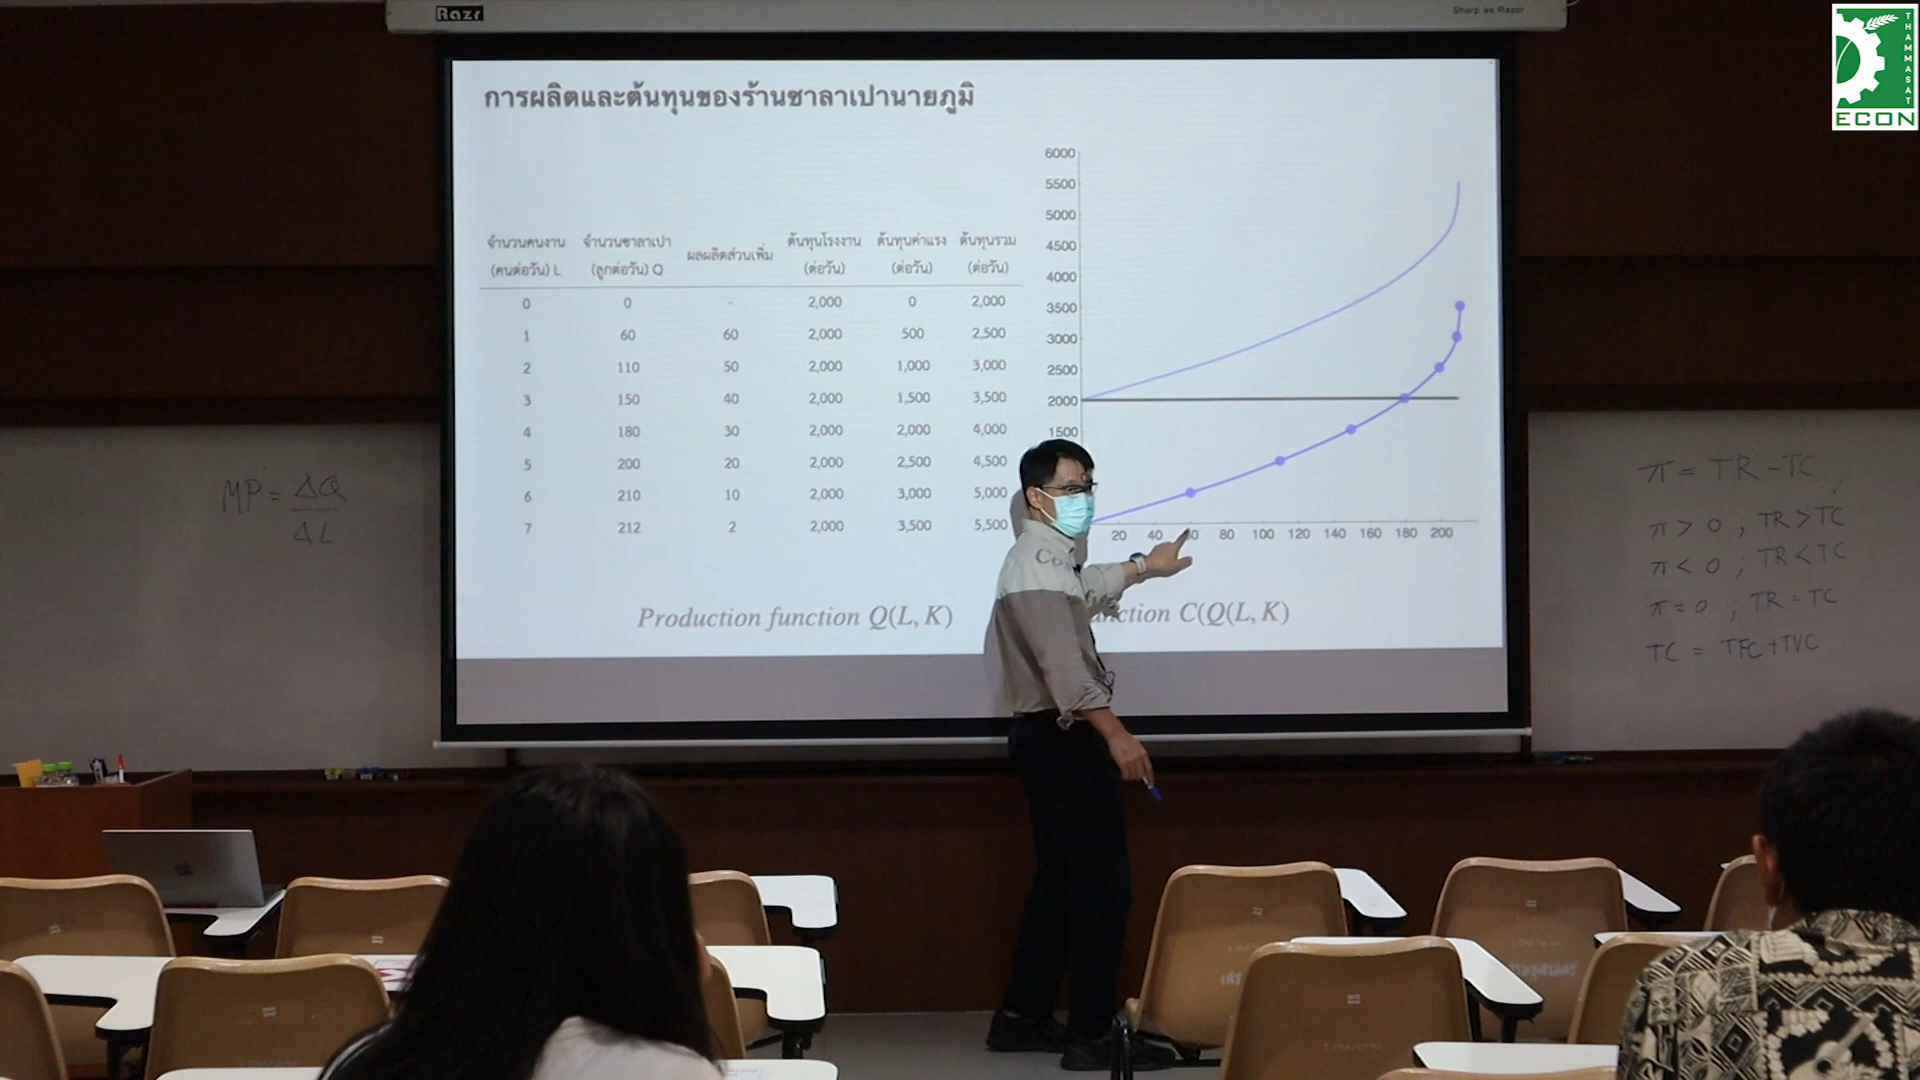 Razr
Sharp as Razor
THAMMASAT
ECON
การผลิตและต้นทุนของร้านซาลาเปานายภูมิ
จำนวนคนงาน (คนต่อวัน) L
จำนวนซาลาเปา (ลูกต่อวัน) Q
ผลผลิตส่วนเพิ่ม
ต้นทุนโรงงาน (ต่อวัน)
ต้นทุนค่าแรง (ต่อวัน)
ต้นทุนรวม (ต่อวัน)
0 0 - 2,000 0 2,000
1 60 60 2,000 500 2,500
2 110 50 2,000 1,000 3,000
3 150 40 2,000 1,500 3,500
4 180 30 2,000 2,000 4,000
5 200 20 2,000 2,500 4,500
6 210 10 2,000 3,000 5,000
7 212 2 2,000 3,500 5,500
6000
5500
5000
4500
4000
3500
3000
2500
2000
1500
20 40 60 80 100 120 140 160 180 200
Production function Q(L, K)
C(Q(L, K)
MP = ΔQ
ΔL
π = TR - TC
π > 0 , TR > TC
π < 0 ; TR < TC
π = 0 , TR = TC
TC = TFC + TVC